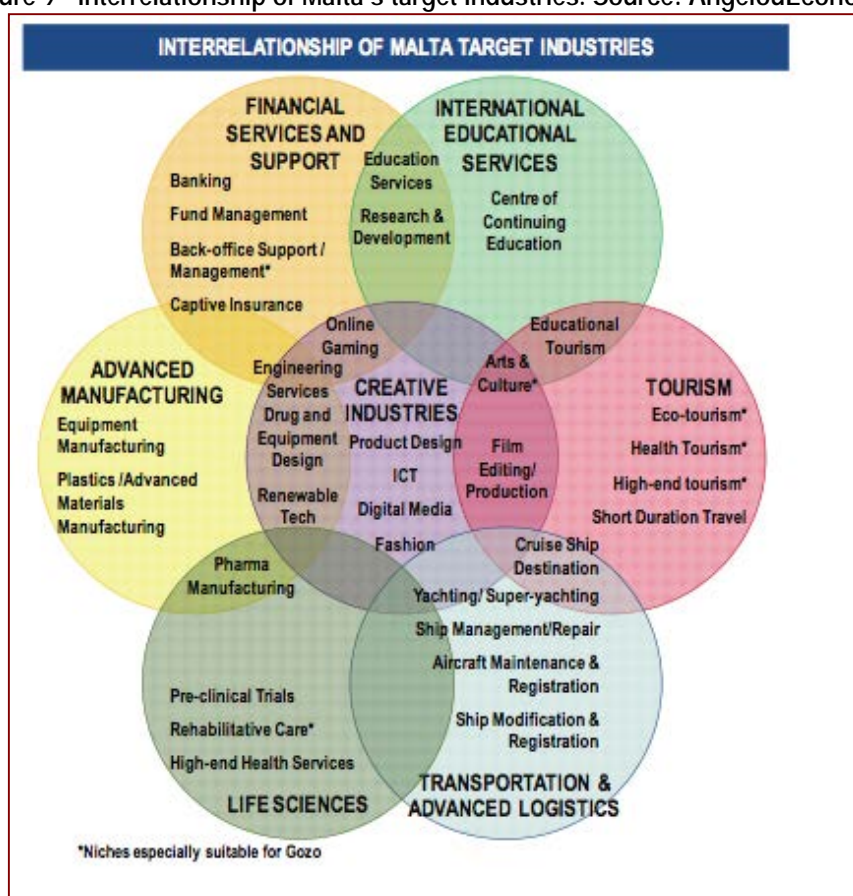 INTERRELATIONSHIP OF MALTA TARGET INDUSTRIES
FINANCIAL
SERVICES AND
SUPPORT
Banking
Fund Management
Back-office Support /
Management*
Captive Insurance
Education
Services
Research &
Development
INTERNATIONAL
EDUCATIONAL
SERVICES
Centre of
Continuing
Education
Online
Gaming
Educational
Tourism
ADVANCED
MANUFACTURING
Equipment
Manufacturing
Plastics /Advanced
Materials
Manufacturing
Engineering
Services
Drug and
Equipment
Design
Renewable
Tech
CREATIVE
INDUSTRIES
Product Design
ICT
Digital Media
Fashion
Arts &
Culture*
Film
Editing/
Production
TOURISM
Eco-tourism*
Health Tourism*
High-end tourism*
Short Duration Travel
Pharma
Manufacturing
Cruise Ship
Destination
Yachting/ Super-yachting
Ship Management/Repair
Aircraft Maintenance &
Registration
Ship Modification &
Registration
TRANSPORTATION &
ADVANCED LOGISTICS
Pre-clinical Trials
Rehabilitative Care*
High-end Health Services
LIFE SCIENCES
*Niches especially suitable for Gozo